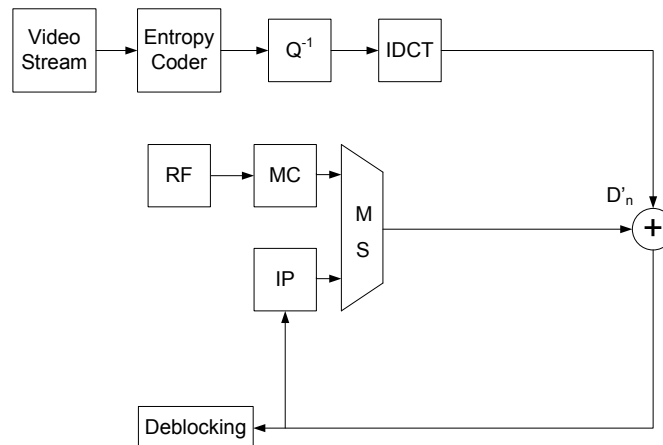 Video
Stream
Entropy
Coder
Q⁻¹
IDCT
RF
MC
M
S
D'ₙ
+
IP
Deblocking